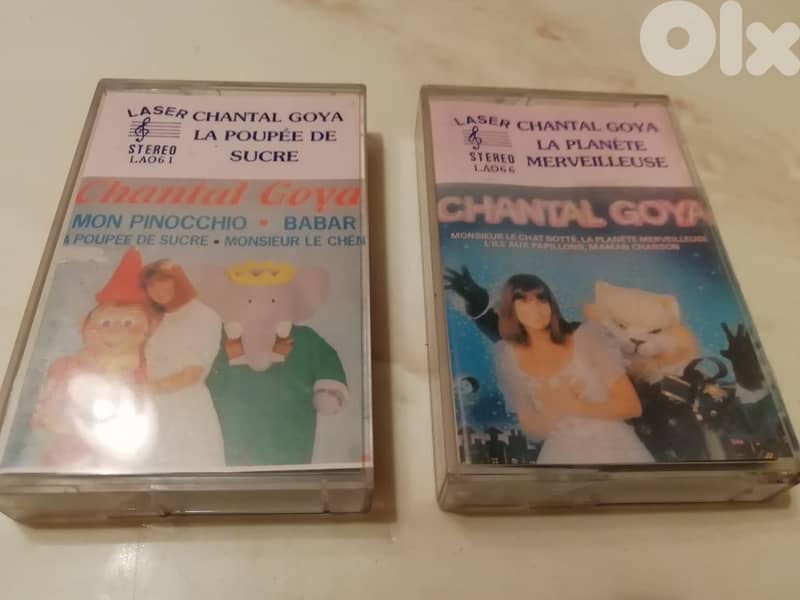 OLX
LASER
STEREO
LA061
CHANTAL GOYA
LA POUPÉE DE
SUCRE
Chantal Goya
MON PINOCCHIO • BABAR
A POUPEE DE SUCRE • MONSIEUR LE CHEN
LASER
STEREO
LA066
CHANTAL GOYA
LA PLANÈTE
MERVEILLEUSE
CHANTAL GOYA
MONSIEUR LE CHAT BOTTÉ, LA PLANÈTE MERVEILLEUSE
L'ILE AUX PAPILLONS, MAMAN CHANSON